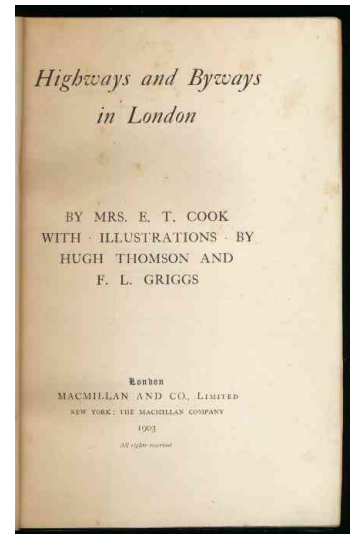 Highways and Byways
in London
BY MRS. E. T. COOK
WITH · ILLUSTRATIONS · BY
HUGH THOMSON AND
F. L. GRIGGS
London
MACMILLAN AND CO., LIMITED
NEW YORK: THE MACMILLAN COMPANY
1903
All rights reserved